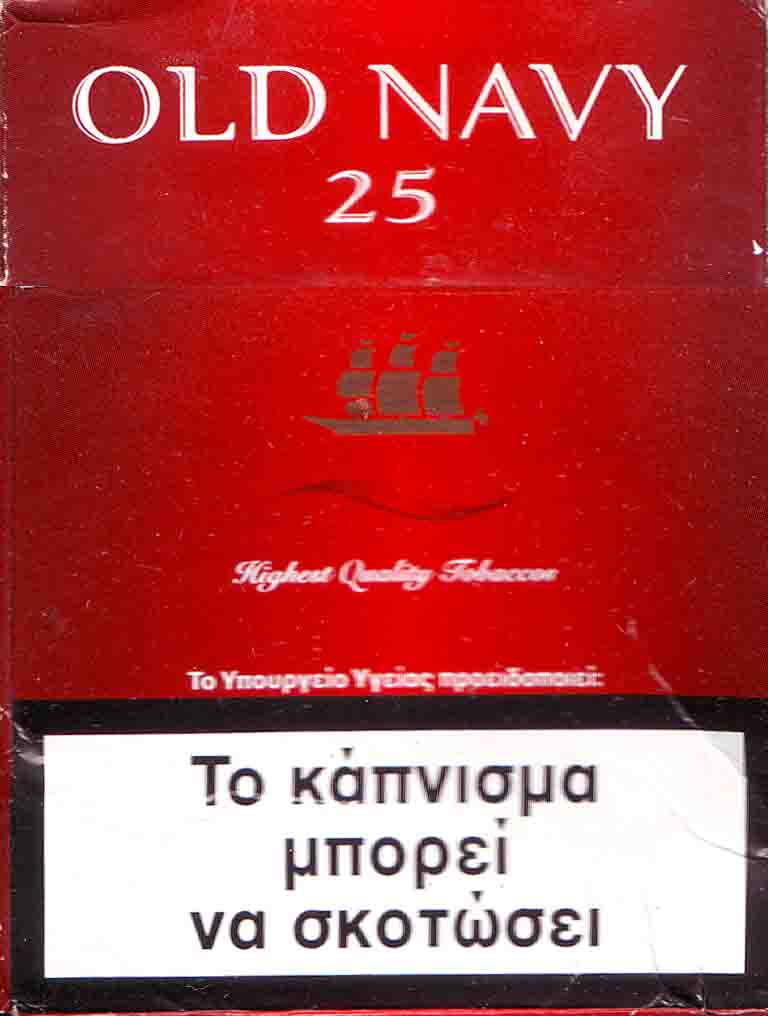 OLD NAVY
25
Highest Quality Tobaccos
Το Υπουργείο Υγείας προειδοποιεί:
Το κάπνισμα
μπορεί
να σκοτώσει